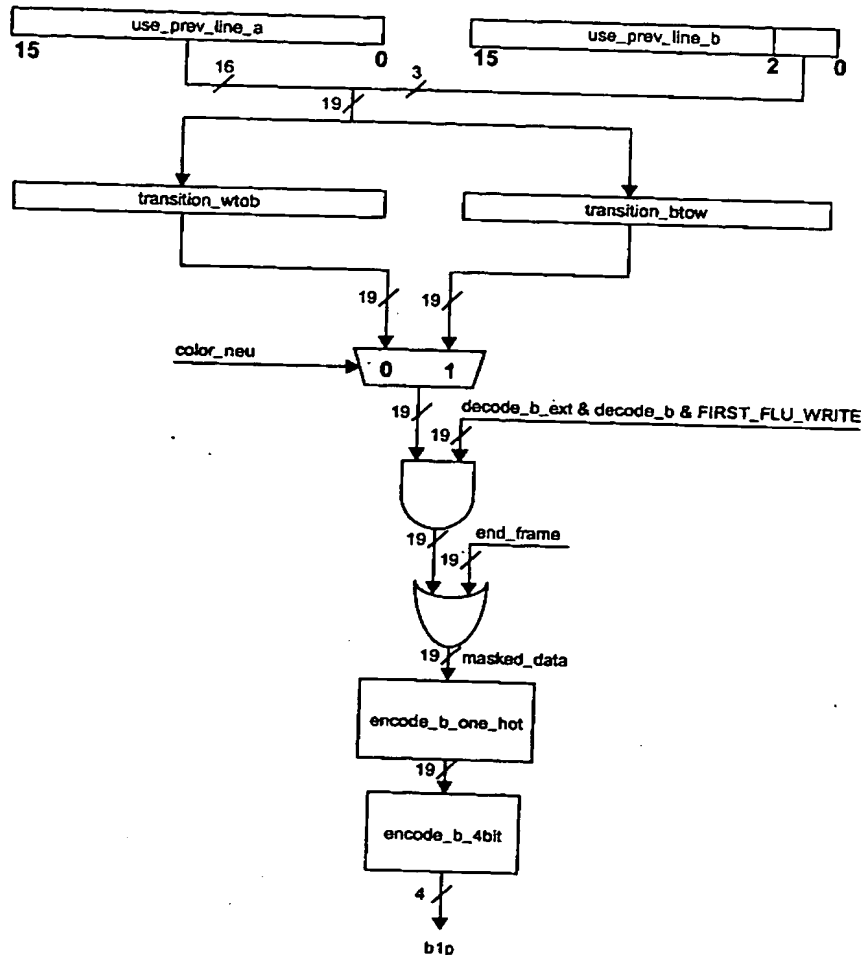 use_prev_line_a
use_prev_line_b
15
0
15
2
0
16
3
19
transition_wtob
transition_btow
19
19
color_neu
0
1
19
decode_b_ext & decode_b & FIRST_FLU_WRITE
19
19
end_frame
19
19
masked_data
encode_b_one_hot
19
encode_b_4bit
4
b1p